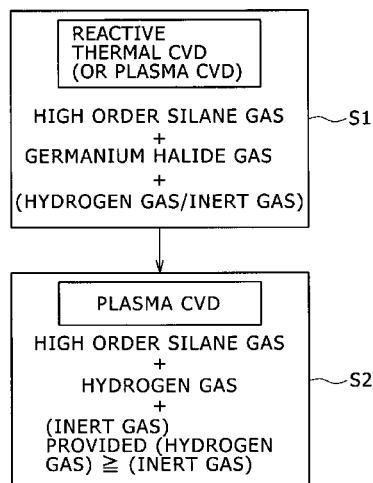 REACTIVE
THERMAL CVD
(OR PLASMA CVD)
HIGH ORDER SILANE GAS
+
GERMANIUM HALIDE GAS
+
(HYDROGEN GAS/INERT GAS)
S1
PLASMA CVD
HIGH ORDER SILANE GAS
+
HYDROGEN GAS
+
(INERT GAS)
PROVIDED (HYDROGEN
GAS) ≧ (INERT GAS)
S2